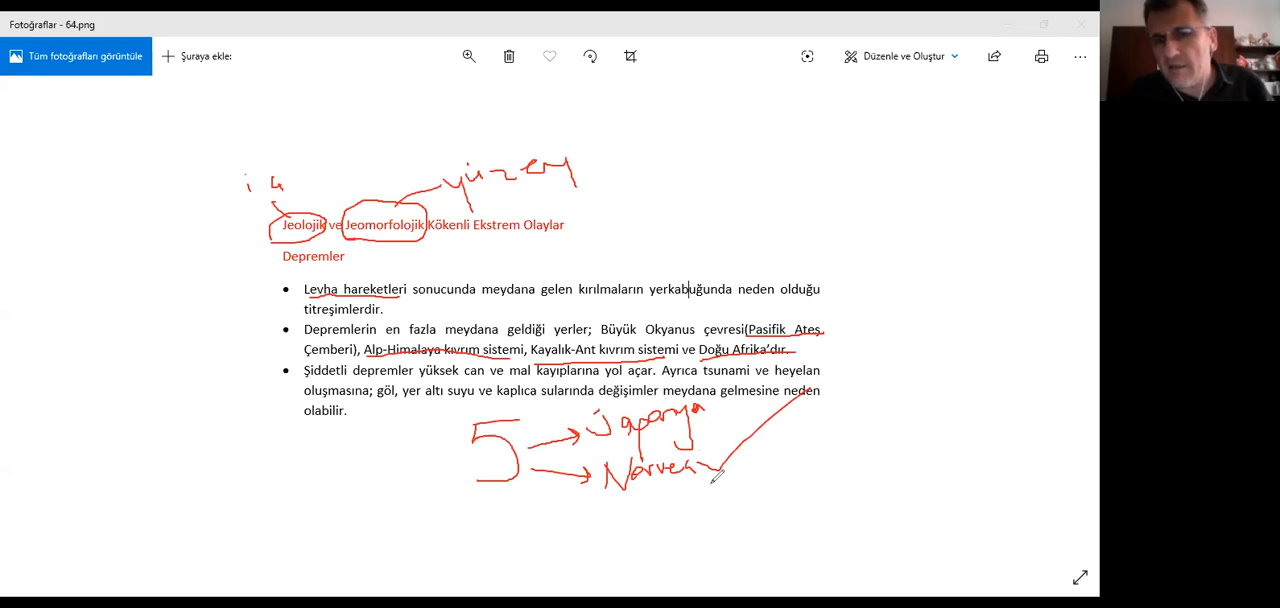 Fotoğraflar - 64.png
Tüm fotoğrafları görüntüle
Şuraya ekle:
Düzenle ve Oluştur
yüzey
Jeolojik ve Jeomorfolojik Kökenli Ekstrem Olaylar
Depremler
• Levha hareketleri sonucunda meydana gelen kırılmaların yerkabuğunda neden olduğu
titreşimlerdir.
• Depremlerin en fazla meydana geldiği yerler; Büyük Okyanus çevresi(Pasifik Ateş
Çemberi), Alp-Himalaya kıvrım sistemi, Kayalık-Ant kıvrım sistemi ve Doğu Afrika'dır.
• Şiddetli depremler yüksek can ve mal kayıplarına yol açar. Ayrıca tsunami ve heyelan
oluşmasına; göl, yer altı suyu ve kaplıca sularında değişimler meydana gelmesine neden
olabilir.
5
Japonya